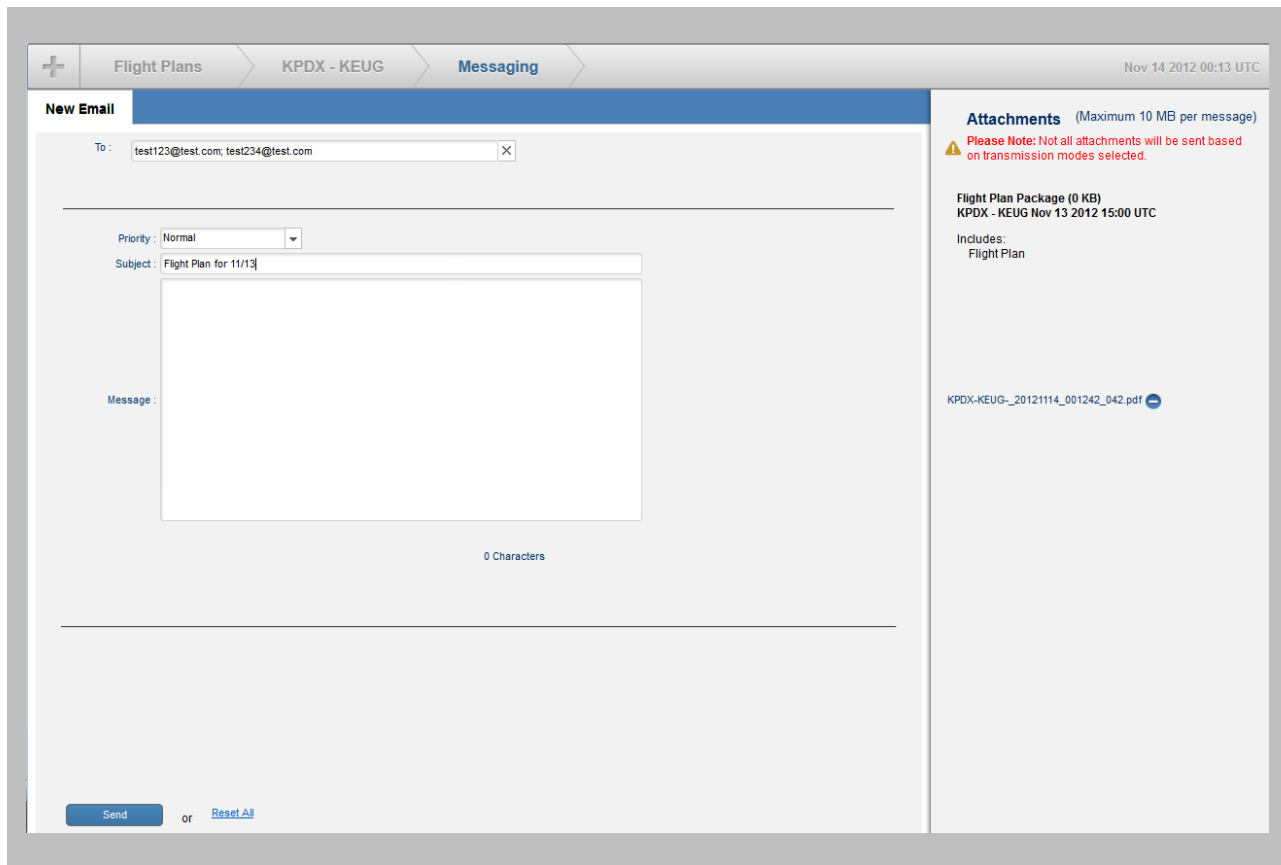 Flight Plans KPDX - KEUG Messaging Nov 14 2012 00:13 UTC
New Email
To : test123@test.com; test234@test.com
Priority : Normal
Subject : Flight Plan for 11/13
Message :
0 Characters
Send or Reset All
Attachments (Maximum 10 MB per message)
Please Note: Not all attachments will be sent based
on transmission modes selected.
Flight Plan Package (0 KB)
KPDX - KEUG Nov 13 2012 15:00 UTC
Includes:
Flight Plan
KPDX-KEUG-_20121114_001242_042.pdf